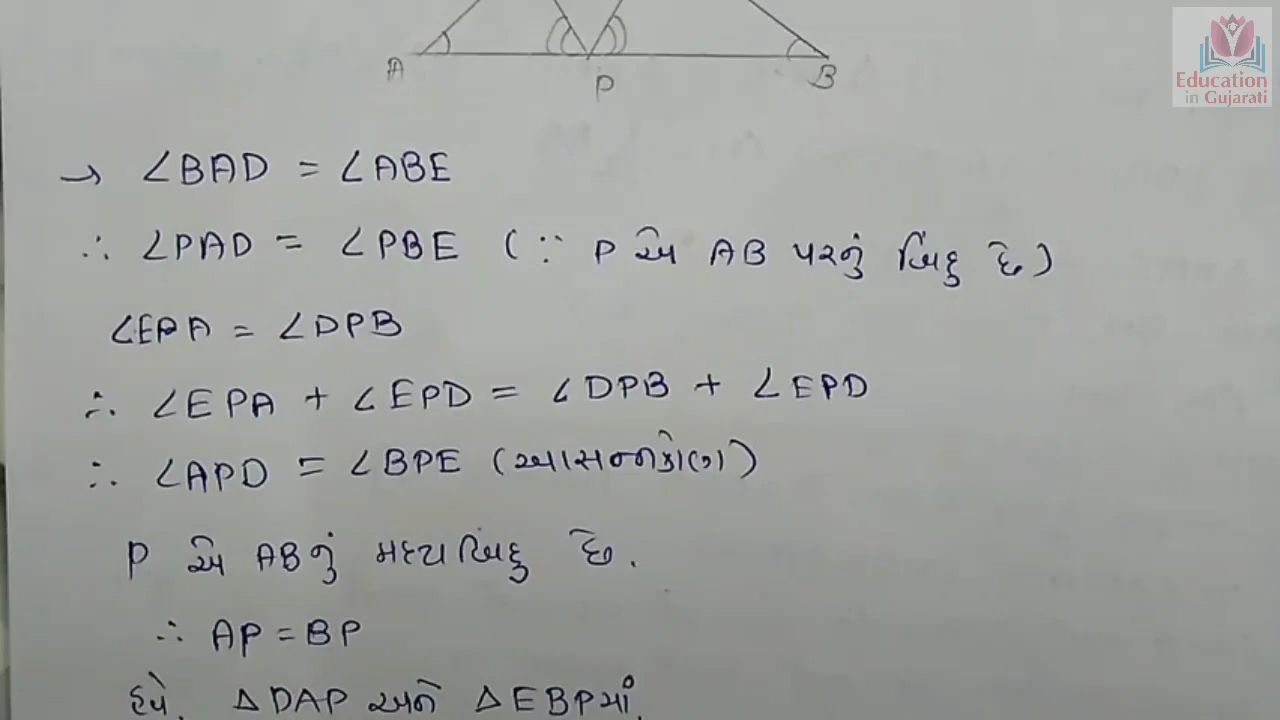 Education
in Gujarati
A P B
→ ∠BAD = ∠ABE
∴ ∠PAD = ∠PBE (∵ P એ AB પરનું બિંદુ છે)
∠EPA = ∠DPB
∴ ∠EPA + ∠EPD = ∠DPB + ∠EPD
∴ ∠APD = ∠BPE (આસન્નકોણ)
P એ ABનું મધ્યબિંદુ છે.
∴ AP = BP
હવે, ΔDAP અને ΔEBPમાં,